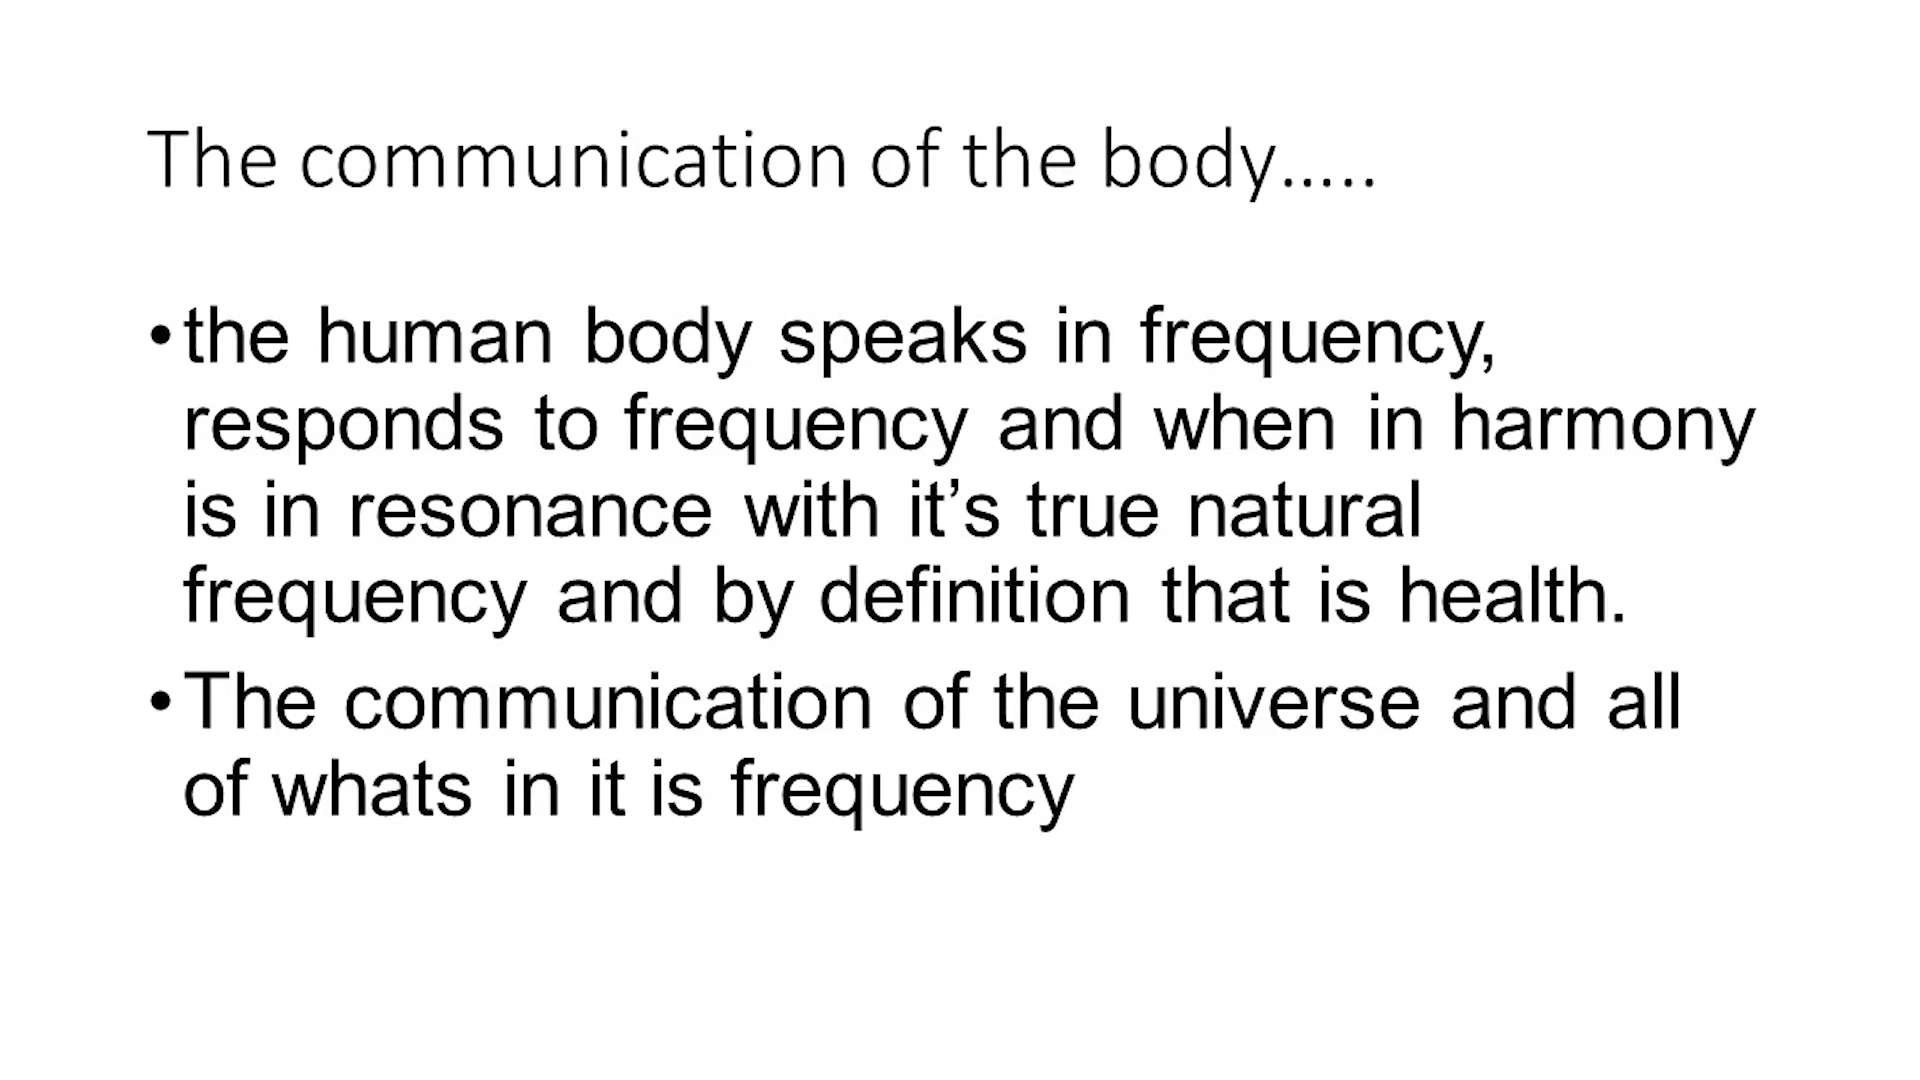 The communication of the body.....
•the human body speaks in frequency,
responds to frequency and when in harmony
is in resonance with it’s true natural
frequency and by definition that is health.
•The communication of the universe and all
of whats in it is frequency